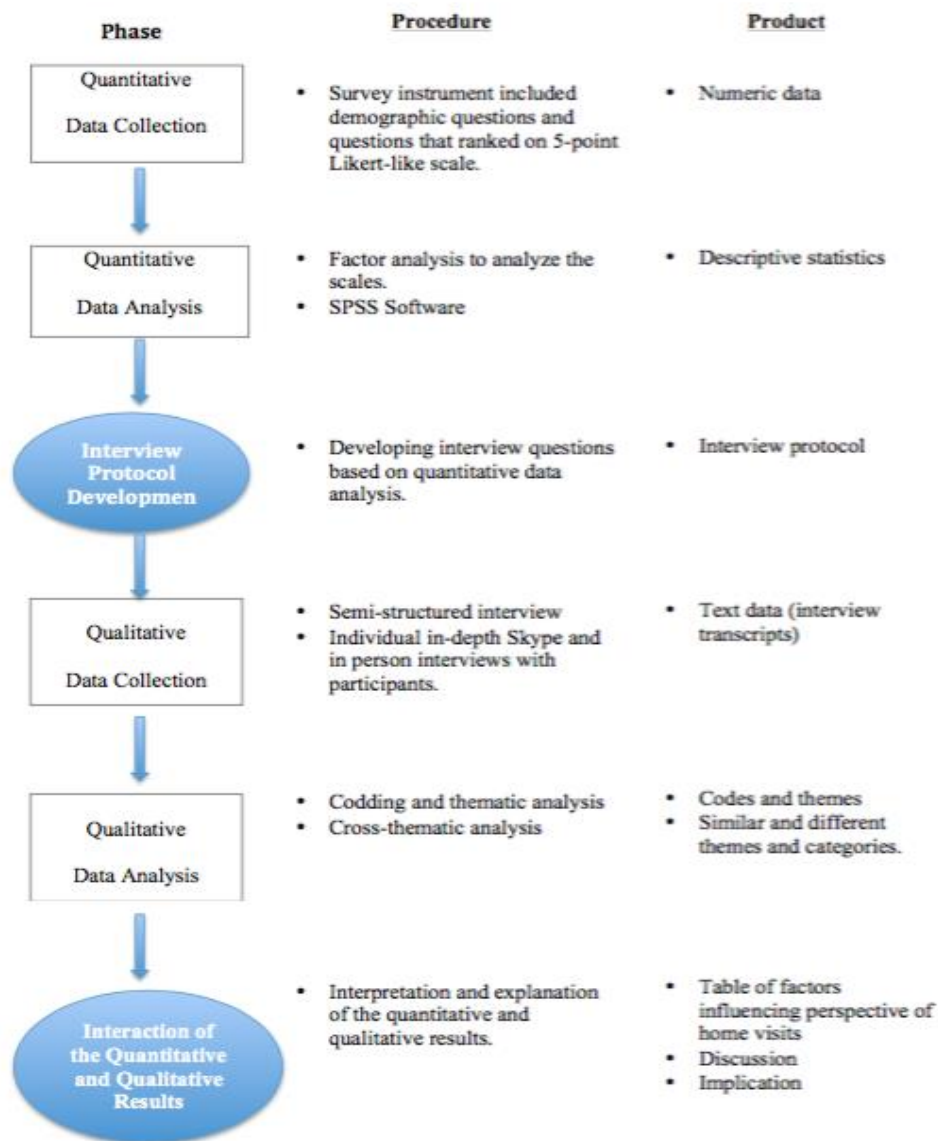 Phase
Procedure
Product
Quantitative
Data Collection
• Survey instrument included
demographic questions and
questions that ranked on 5-point
Likert-like scale.
• Numeric data
Quantitative
Data Analysis
• Factor analysis to analyze the
scales.
• SPSS Software
• Descriptive statistics
Interview
Protocol
Developmen
• Developing interview questions
based on quantitative data
analysis.
• Interview protocol
Qualitative
Data Collection
• Semi-structured interview
• Individual in-depth Skype and
in person interviews with
participants.
• Text data (interview
transcripts)
Qualitative
Data Analysis
• Codding and thematic analysis
• Cross-thematic analysis
• Codes and themes
• Similar and different
themes and categories.
Interaction of
the Quantitative
and Qualitative
Results
• Interpretation and explanation
of the quantitative and
qualitative results.
• Table of factors
influencing perspective of
home visits
• Discussion
• Implication